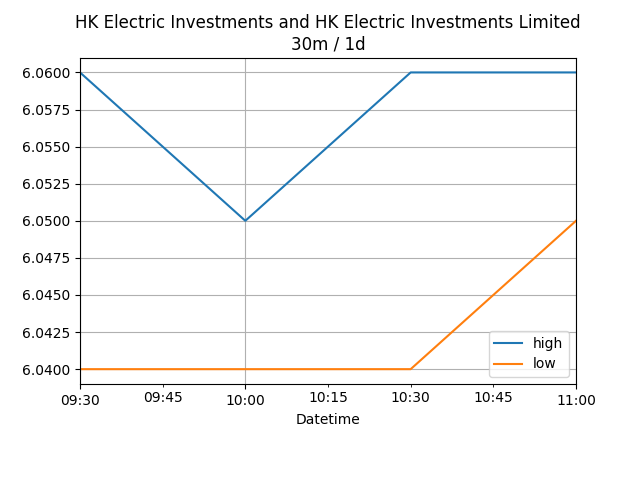 HK Electric Investments and HK Electric Investments Limited
30m / 1d
6.0600
6.0575
6.0550
6.0525
6.0500
6.0475
6.0450
6.0425
6.0400
high
low
09:30 09:45 10:00 10:15 10:30 10:45 11:00
Datetime